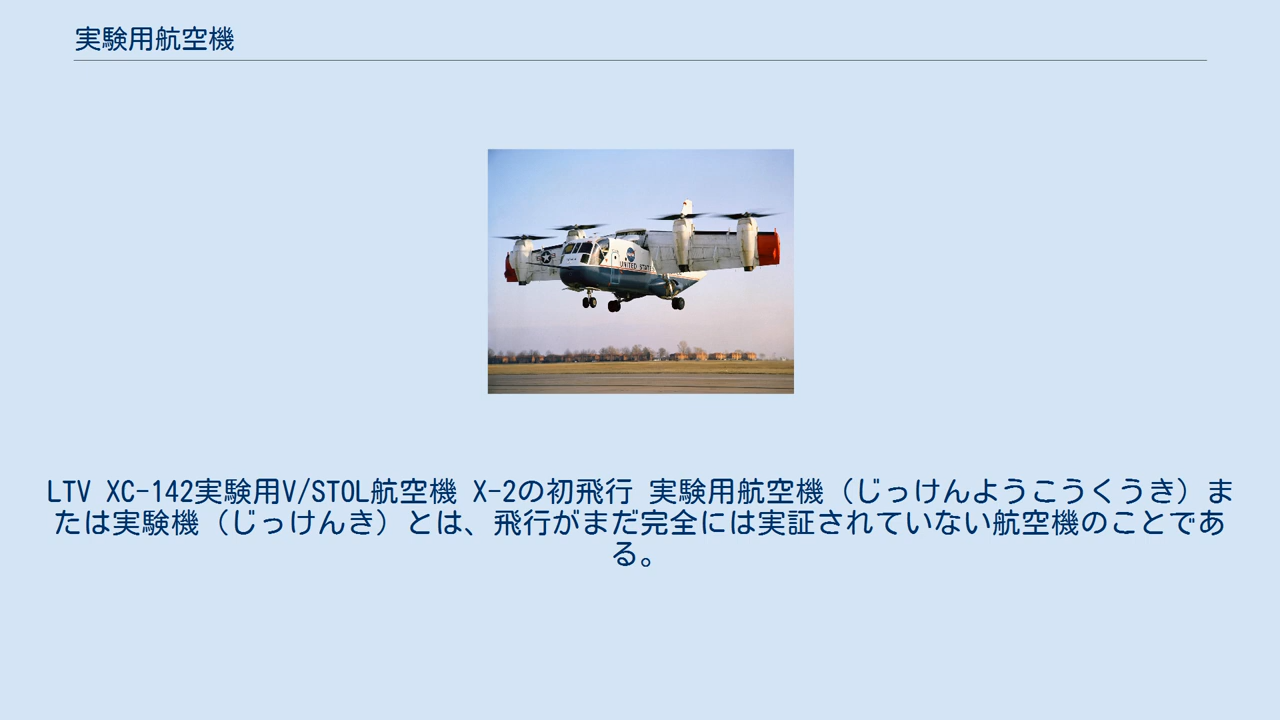 実験用航空機
UNITED STAT
LTV XC-142実験用V/STOL航空機 X-2の初飛行 実験用航空機（じっけんようこうくうき）ま
たは実験機（じっけんき）とは、飛行がまだ完全には実証されていない航空機のことであ
る。